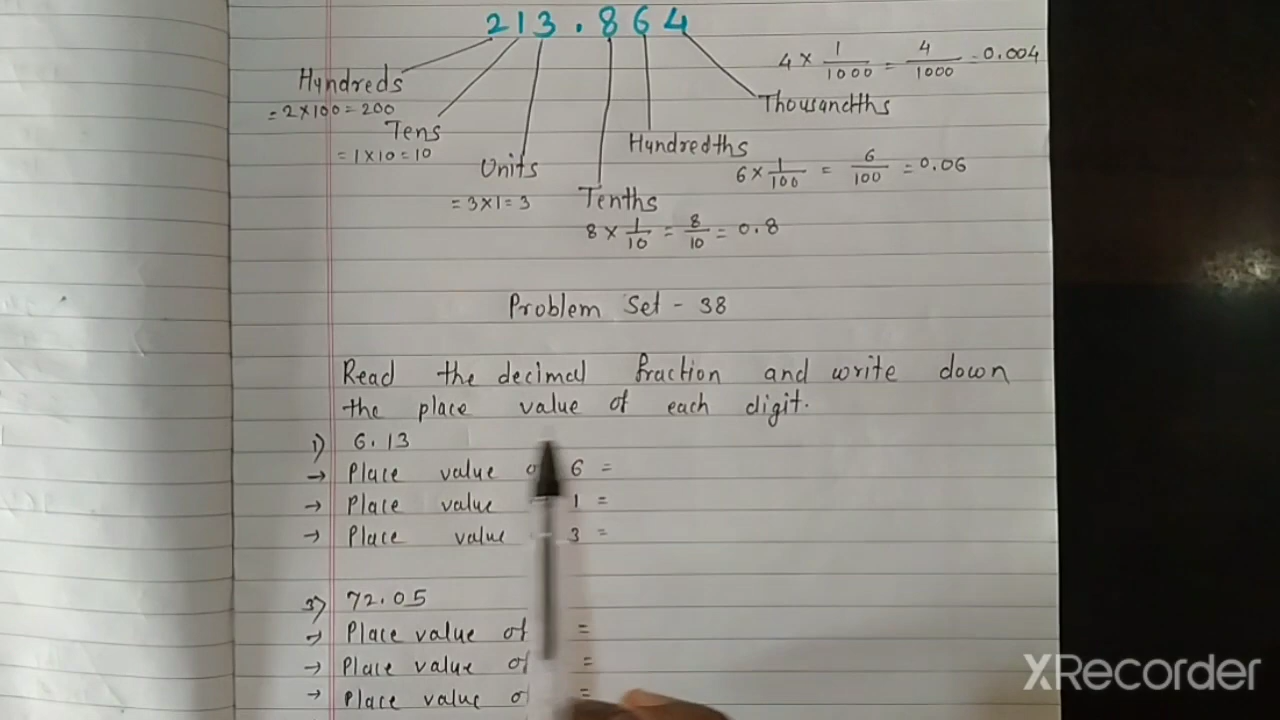 213.864
Hundreds
= 2×100=200
Tens
= 1×10=10
Units
= 3×1=3
Tenths
8 × 1/10 = 8/10 = 0.8
Hundredths
6 × 1/100 = 6/100 = 0.06
Thousandths
4 × 1/1000 = 4/1000 = 0.004
Problem Set - 38
Read the decimal fraction and write down
the place value of each digit.
1) 6.13
→ Place value 6 =
→ Place value 1 =
→ Place value 3 =
3) 72.05
→ Place value of =
→ Place value of =
→ Place value =
XRecorder